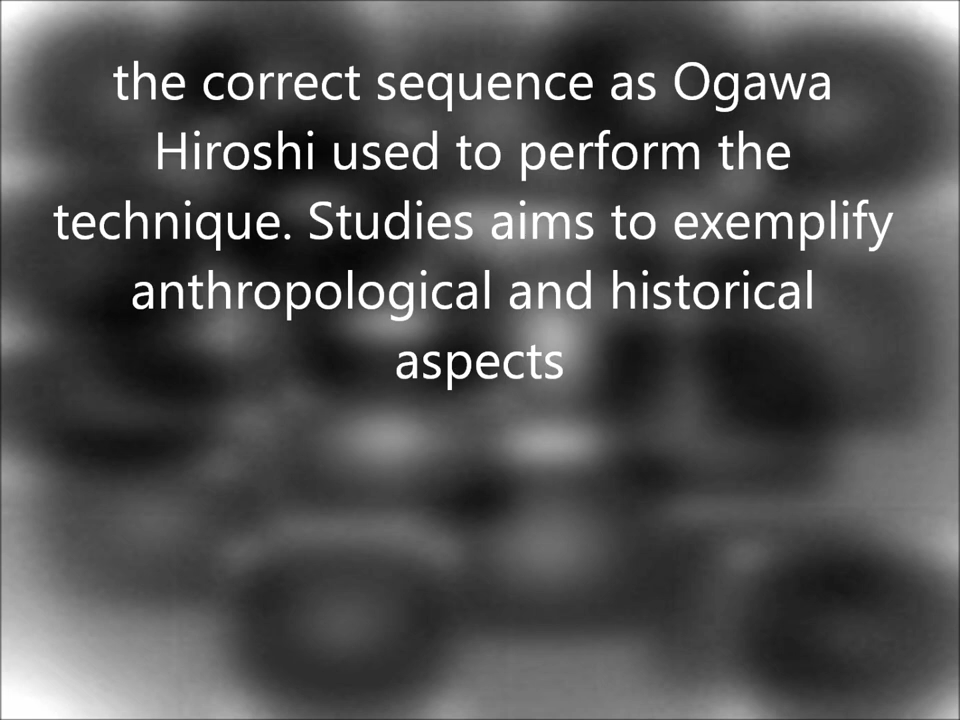 the correct sequence as Ogawa
Hiroshi used to perform the
technique. Studies aims to exemplify
anthropological and historical
aspects